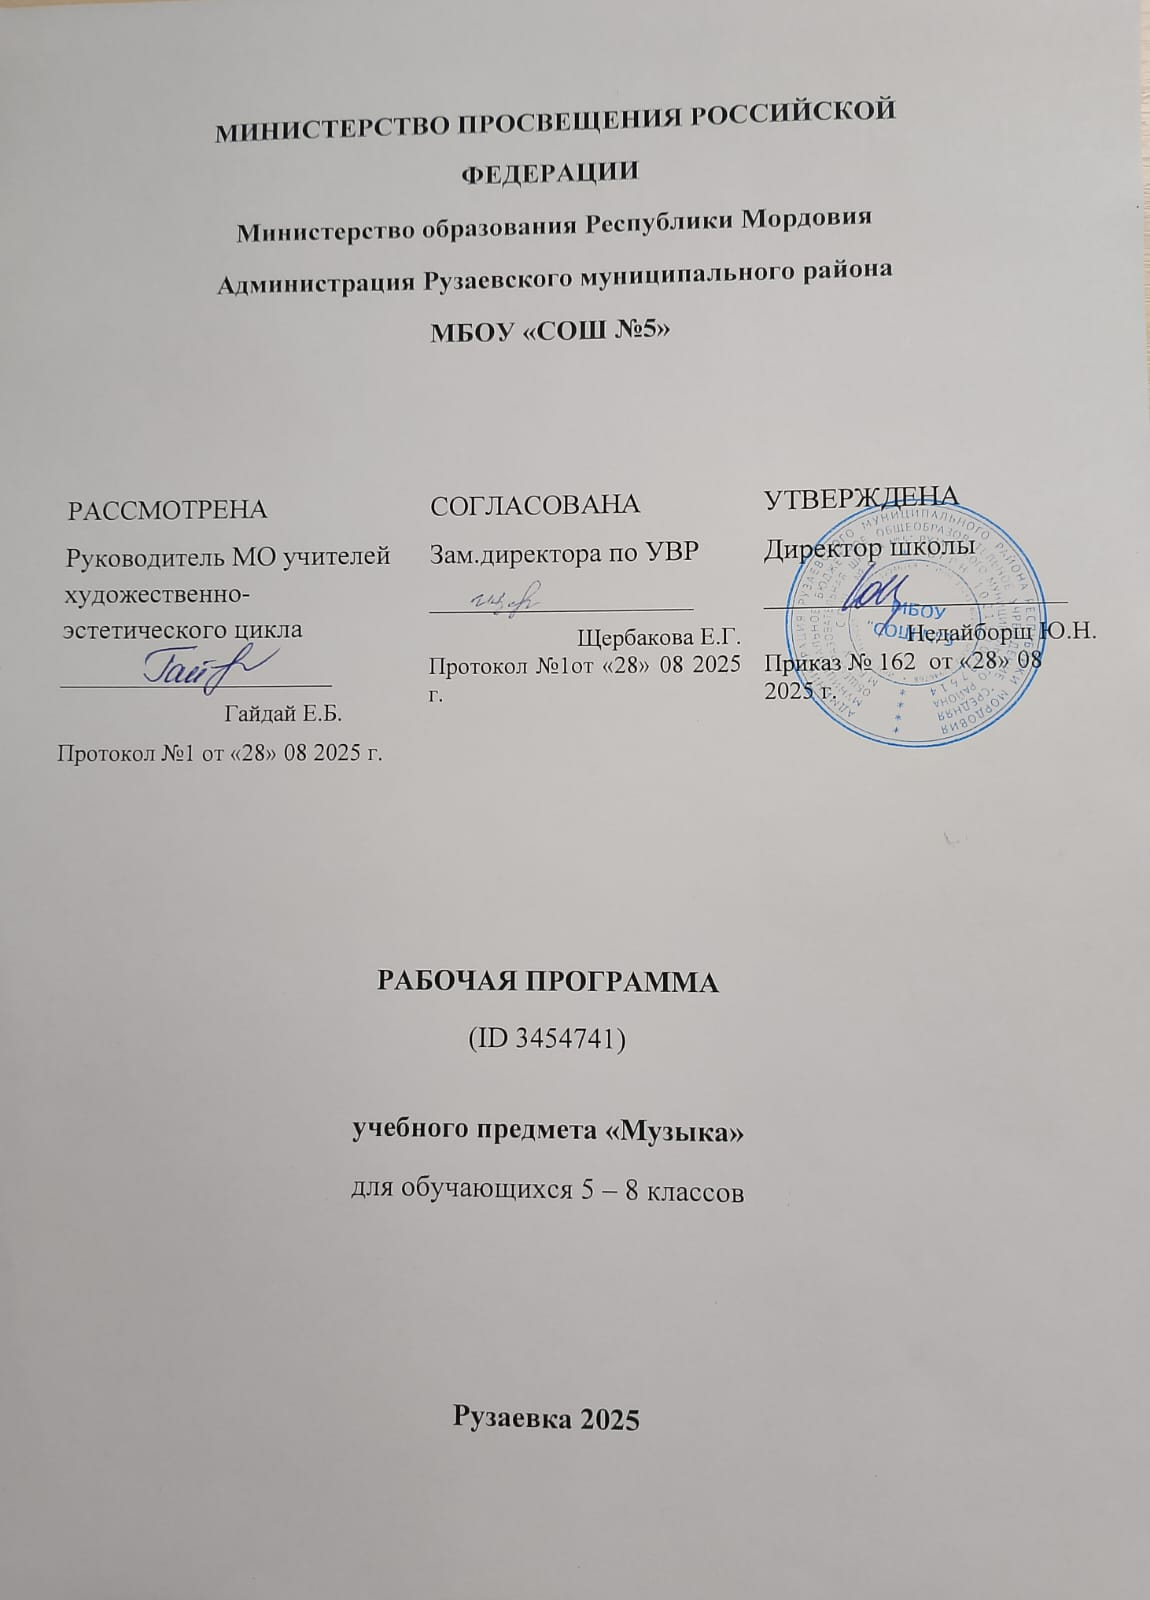 МИНИСТЕРСТВО ПРОСВЕЩЕНИЯ РОССИЙСКОЙ
ФЕДЕРАЦИИ
Министерство образования Республики Мордовия
Администрация Рузаевского муниципального района
МБОУ «СОШ №5»
РАССМОТРЕНА
Руководитель МО учителей
художественно-
эстетического цикла
Гайдай Е.Б.
Протокол №1 от «28» 08 2025 г.
СОГЛАСОВАНА
Зам.директора по УВР
Щербакова Е.Г.
Протокол №1от «28» 08 2025
г.
УТВЕРЖДЕНА
Директор школы
МБОУ
"СОШ №5
Недайборщ Ю.Н.
Приказ № 162 от «28» 08
2025 г.
РАБОЧАЯ ПРОГРАММА
(ID 3454741)
учебного предмета «Музыка»
для обучающихся 5 – 8 классов
Рузаевка 2025